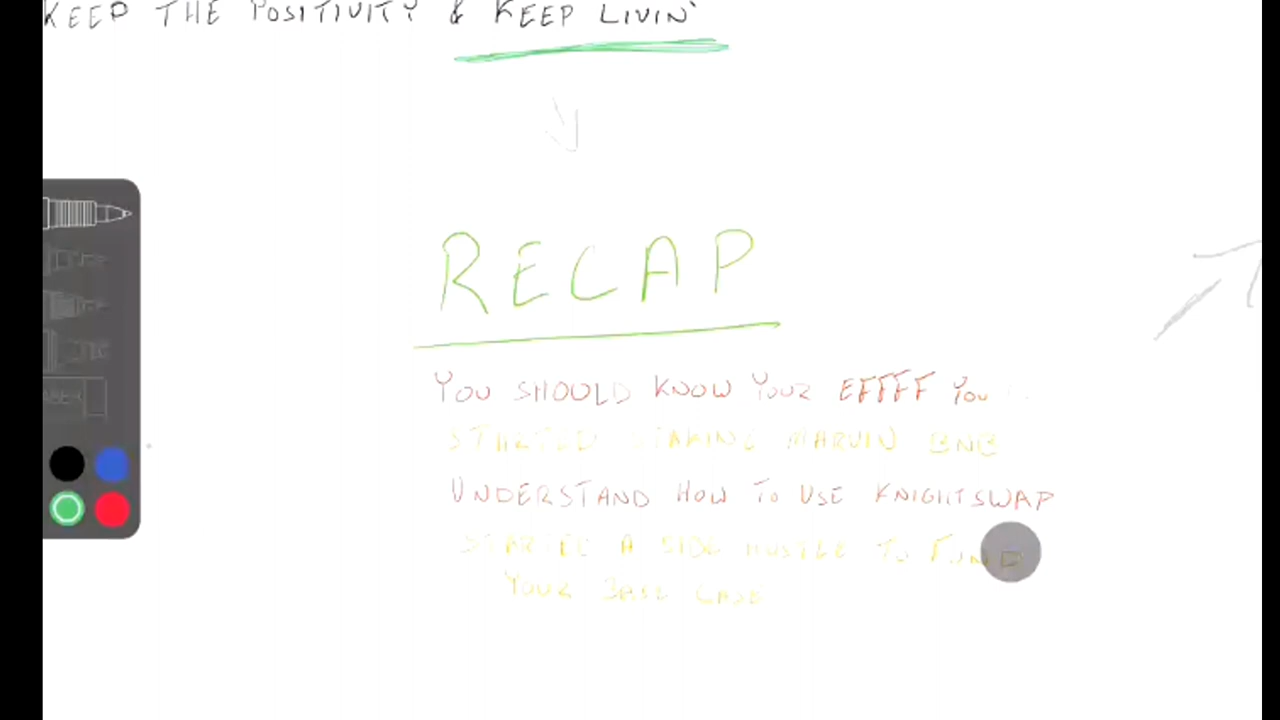 KEEP THE POSITIVITY & KEEP LIVIN'
RECAP
YOU SHOULD KNOW YOUR EFFFF YOU
STARTED STAKING MARVIN BNB
UNDERSTAND HOW TO USE KNIGHTSWAP
STARTED A SIDE HUSTLE TO FUND
YOUR BASE CASE